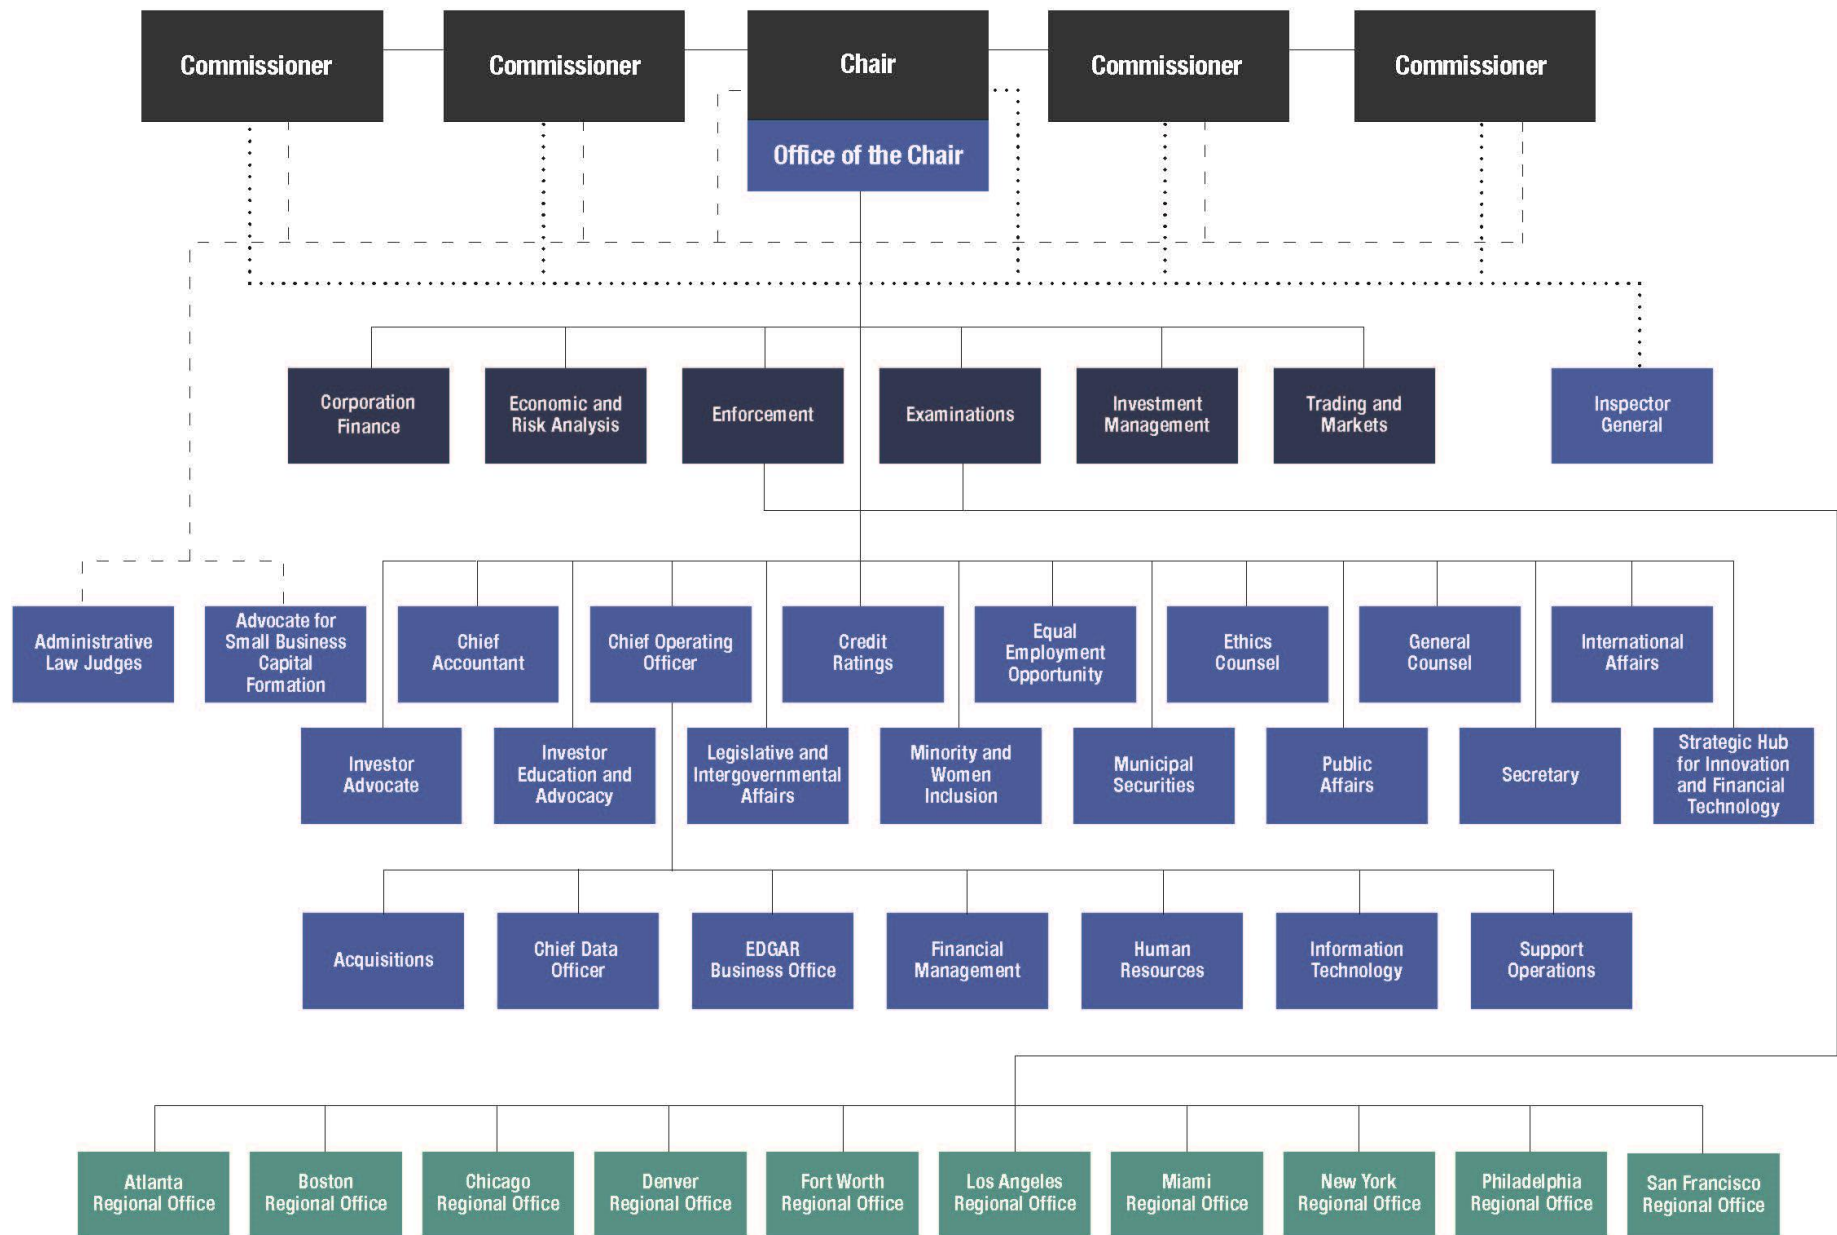 Commissioner
Commissioner
Chair
Commissioner
Commissioner
Office of the Chair
Corporation
Finance
Economic and
Risk Analysis
Enforcement
Examinations
Investment
Management
Trading and
Markets
Inspector
General
Administrative
Law Judges
Advocate for
Small Business
Capital
Formation
Chief
Accountant
Chief Operating
Officer
Credit
Ratings
Equal
Employment
Opportunity
Ethics
Counsel
General
Counsel
International
Affairs
Investor
Advocate
Investor
Education and
Advocacy
Legislative and
Intergovernmental
Affairs
Minority and
Women
Inclusion
Municipal
Securities
Public
Affairs
Secretary
Strategic Hub
for Innovation
and Financial
Technology
Acquisitions
Chief Data
Officer
EDGAR
Business Office
Financial
Management
Human
Resources
Information
Technology
Support
Operations
Atlanta
Regional Office
Boston
Regional Office
Chicago
Regional Office
Denver
Regional Office
Fort Worth
Regional Office
Los Angeles
Regional Office
Miami
Regional Office
New York
Regional Office
Philadelphia
Regional Office
San Francisco
Regional Office